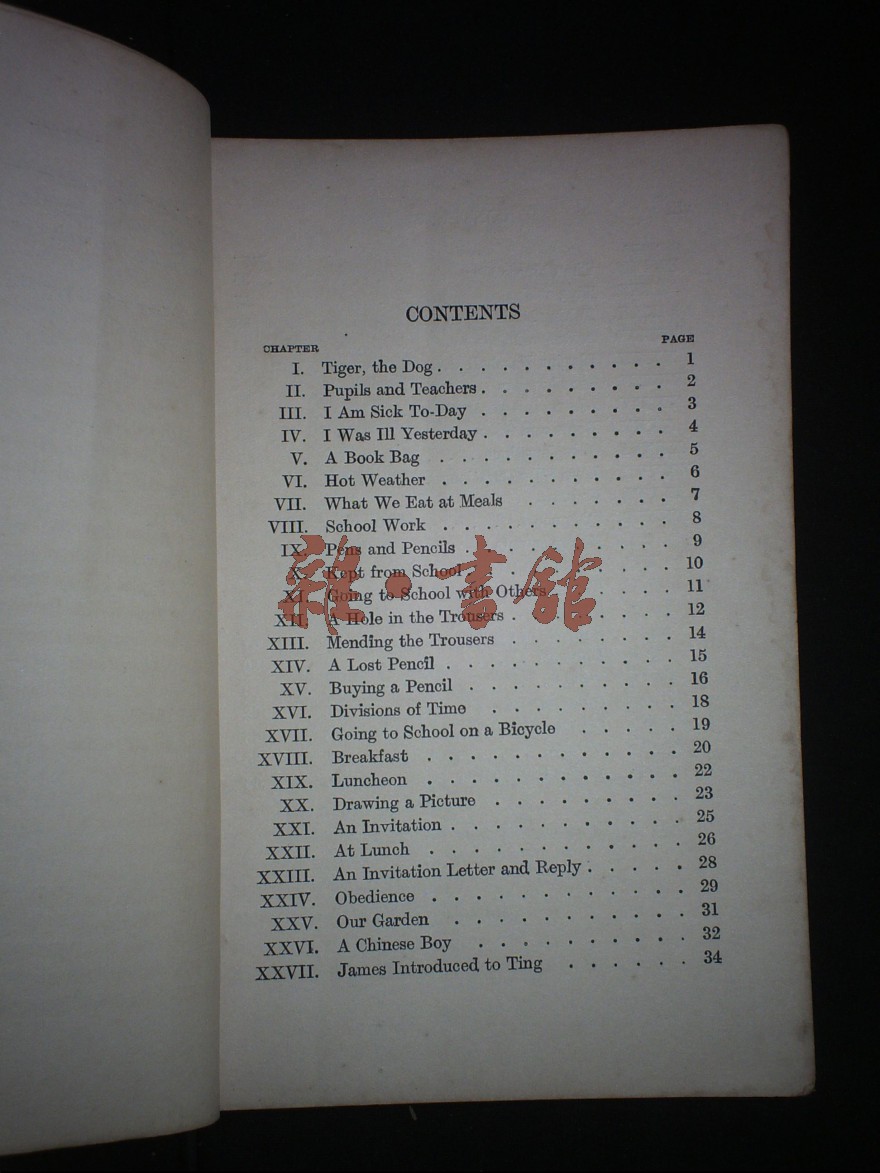 CONTENTS
CHAPTER PAGE
I. Tiger, the Dog . . . . . . . . . . . 1
II. Pupils and Teachers . . . . . . . . . 2
III. I Am Sick To-Day . . . . . . . . . 3
IV. I Was Ill Yesterday . . . . . . . . . 4
V. A Book Bag . . . . . . . . . . . 5
VI. Hot Weather . . . . . . . . . . . 6
VII. What We Eat at Meals . . . . . . . 7
VIII. School Work . . . . . . . . . . . 8
IX. Pens and Pencils . . . . . . . . . . 9
X. Kept from School . . . . . . . . . 10
XI. Going to School with Others . . . . . 11
XII. A Hole in the Trousers . . . . . . . 12
XIII. Mending the Trousers . . . . . . . . 14
XIV. A Lost Pencil . . . . . . . . . . . 15
XV. Buying a Pencil . . . . . . . . . . 16
XVI. Divisions of Time . . . . . . . . . 18
XVII. Going to School on a Bicycle . . . . . 19
XVIII. Breakfast . . . . . . . . . . . . 20
XIX. Luncheon . . . . . . . . . . . . 22
XX. Drawing a Picture . . . . . . . . . 23
XXI. An Invitation . . . . . . . . . . . 25
XXII. At Lunch . . . . . . . . . . . . 26
XXIII. An Invitation Letter and Reply . . . . . 28
XXIV. Obedience . . . . . . . . . . . . 29
XXV. Our Garden . . . . . . . . . . . 31
XXVI. A Chinese Boy . . . . . . . . . . 32
XXVII. James Introduced to Ting . . . . . . 34
雜·書館